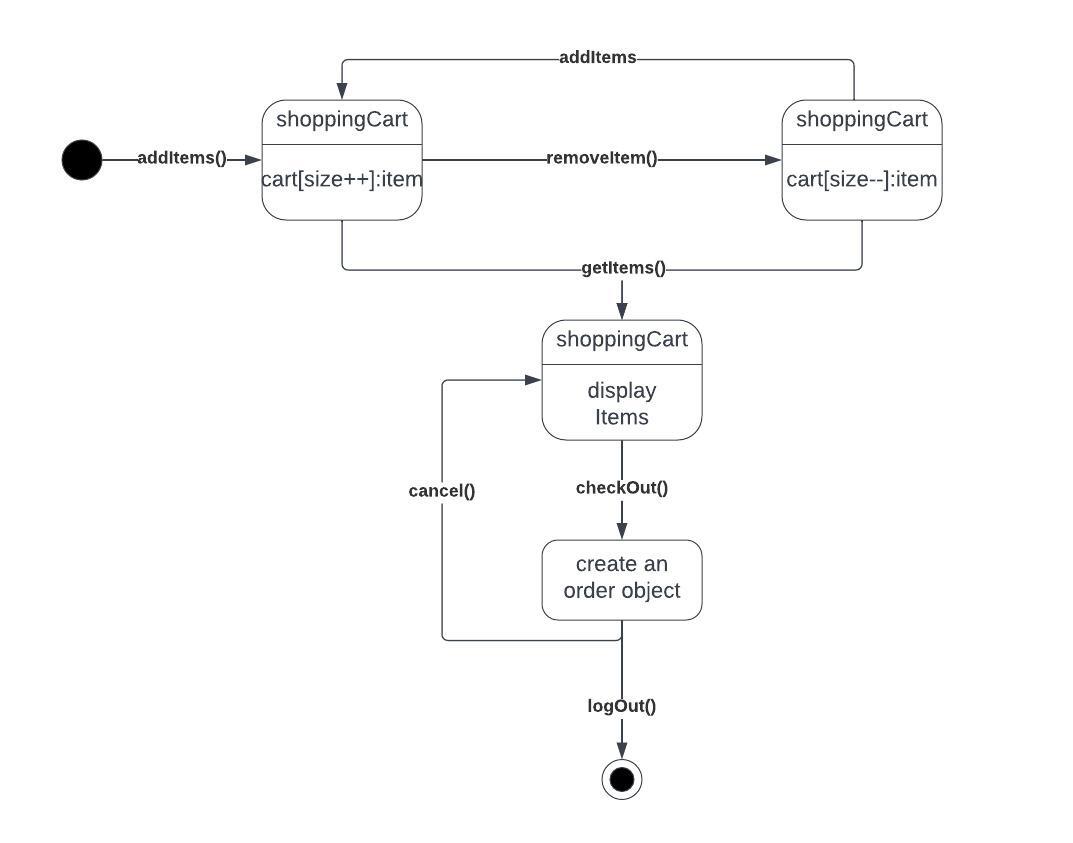 addItems
shoppingCart
shoppingCart
addItems()
removeItem()
cart[size++]:item
cart[size--]:item
getItems()
shoppingCart
display
Items
cancel()
checkOut()
create an
order object
logOut()